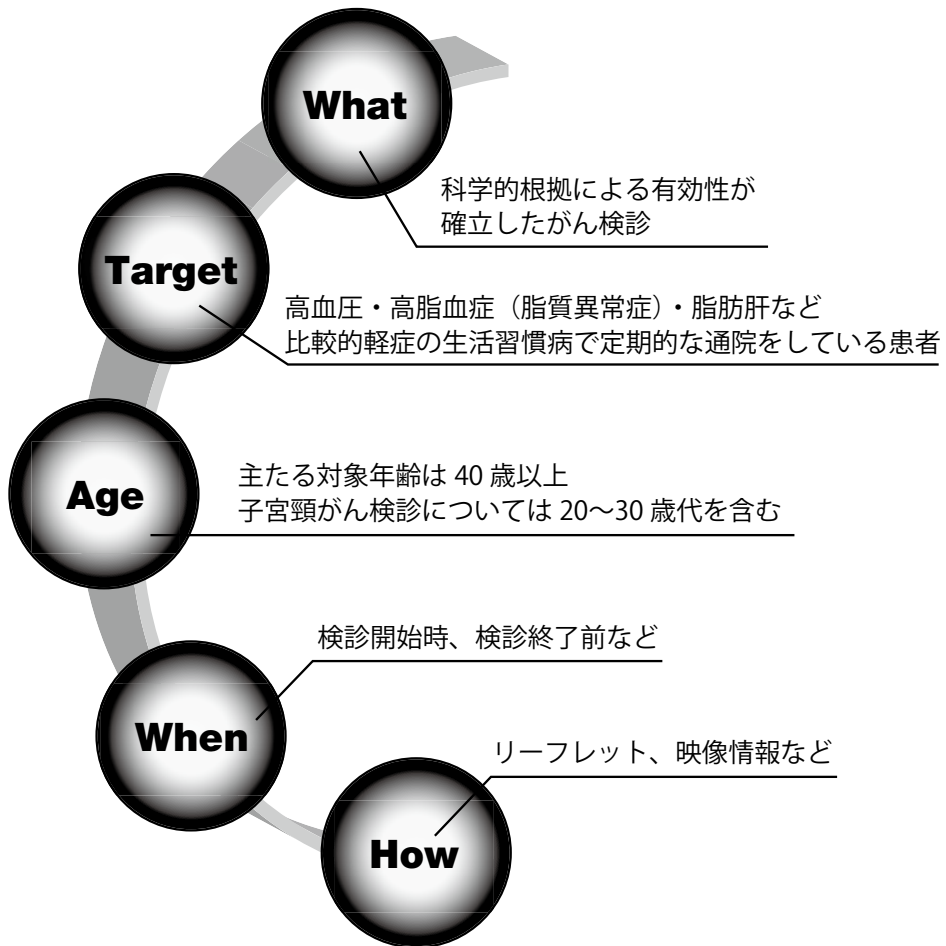 What
科学的根拠による有効性が
確立したがん検診
Target
高血圧・高脂血症（脂質異常症）・脂肪肝など
比較的軽症の生活習慣病で定期的な通院をしている患者
Age
主たる対象年齢は 40 歳以上
子宮頸がん検診については 20〜30 歳代を含む
When
検診開始時、検診終了前など
How
リーフレット、映像情報など